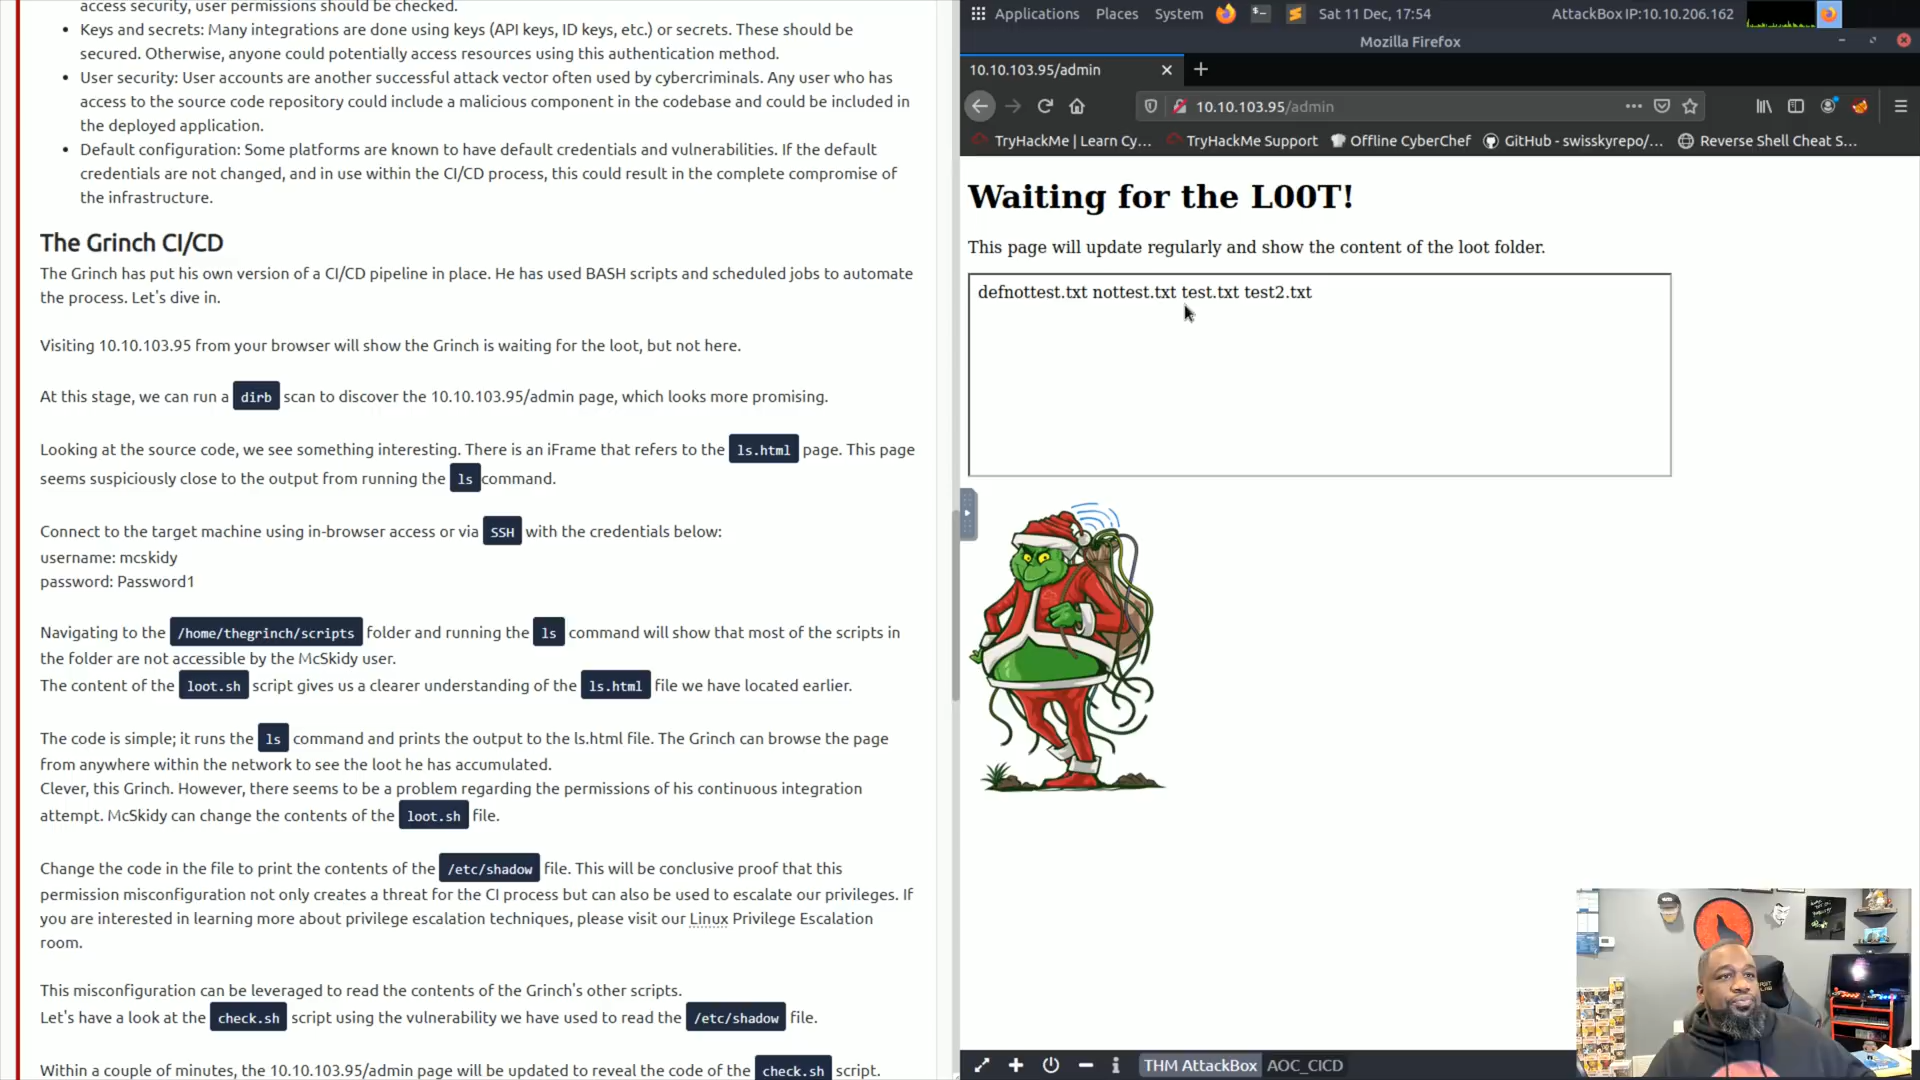 access security, user permissions should be checked.
Keys and secrets: Many integrations are done using keys (API keys, ID keys, etc.) or secrets. These should be
secured. Otherwise, anyone could potentially access resources using this authentication method.
User security: User accounts are another successful attack vector often used by cybercriminals. Any user who has
access to the source code repository could include a malicious component in the codebase and could be included in
the deployed application.
Default configuration: Some platforms are known to have default credentials and vulnerabilities. If the default
credentials are not changed, and in use within the CI/CD process, this could result in the complete compromise of
the infrastructure.
The Grinch CI/CD
The Grinch has put his own version of a CI/CD pipeline in place. He has used BASH scripts and scheduled jobs to automate
the process. Let's dive in.
Visiting 10.10.103.95 from your browser will show the Grinch is waiting for the loot, but not here.
At this stage, we can run a dirb scan to discover the 10.10.103.95/admin page, which looks more promising.
Looking at the source code, we see something interesting. There is an iFrame that refers to the ls.html page. This page
seems suspiciously close to the output from running the ls command.
Connect to the target machine using in-browser access or via SSH with the credentials below:
username: mcskidy
password: Password1
Navigating to the /home/thegrinch/scripts folder and running the ls command will show that most of the scripts in
the folder are not accessible by the McSkidy user.
The content of the loot.sh script gives us a clearer understanding of the ls.html file we have located earlier.
The code is simple; it runs the ls command and prints the output to the ls.html file. The Grinch can browse the page
from anywhere within the network to see the loot he has accumulated.
Clever, this Grinch. However, there seems to be a problem regarding the permissions of his continuous integration
attempt. McSkidy can change the contents of the loot.sh file.
Change the code in the file to print the contents of the /etc/shadow file. This will be conclusive proof that this
permission misconfiguration not only creates a threat for the CI process but can also be used to escalate our privileges. If
you are interested in learning more about privilege escalation techniques, please visit our Linux Privilege Escalation
room.
This misconfiguration can be leveraged to read the contents of the Grinch's other scripts.
Let's have a look at the check.sh script using the vulnerability we have used to read the /etc/shadow file.
Within a couple of minutes, the 10.10.103.95/admin page will be updated to reveal the code of the check.sh script.
Applications Places System Sat 11 Dec, 17:54 AttackBox IP:10.10.206.162
Mozilla Firefox
10.10.103.95/admin
10.10.103.95/admin
TryHackMe | Learn Cy... TryHackMe Support Offline CyberChef GitHub - swisskyrepo/... Reverse Shell Cheat S...
Waiting for the L00T!
This page will update regularly and show the content of the loot folder.
defnottest.txt nottest.txt test.txt test2.txt
THM AttackBox AOC_CICD